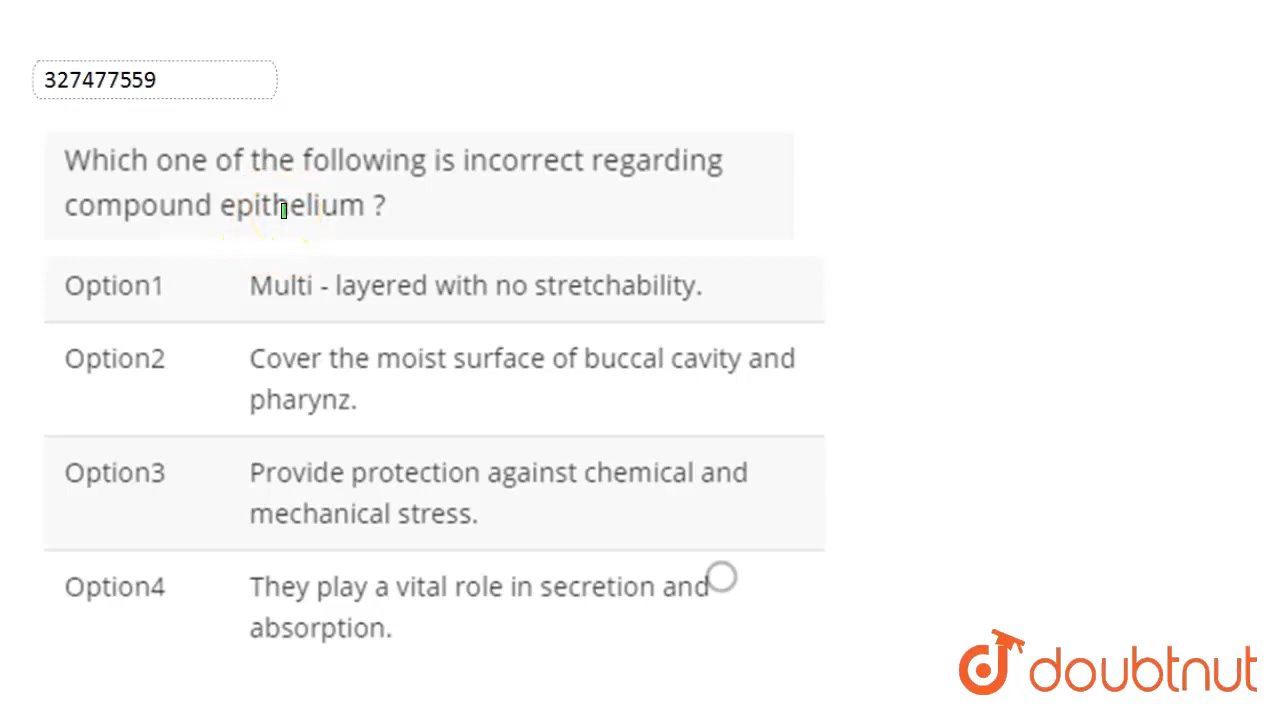 327477559
Which one of the following is incorrect regarding
compound epithelium ?
Option1 Multi - layered with no stretchability.
Option2 Cover the moist surface of buccal cavity and
pharynz.
Option3 Provide protection against chemical and
mechanical stress.
Option4 They play a vital role in secretion and
absorption.
doubtnut